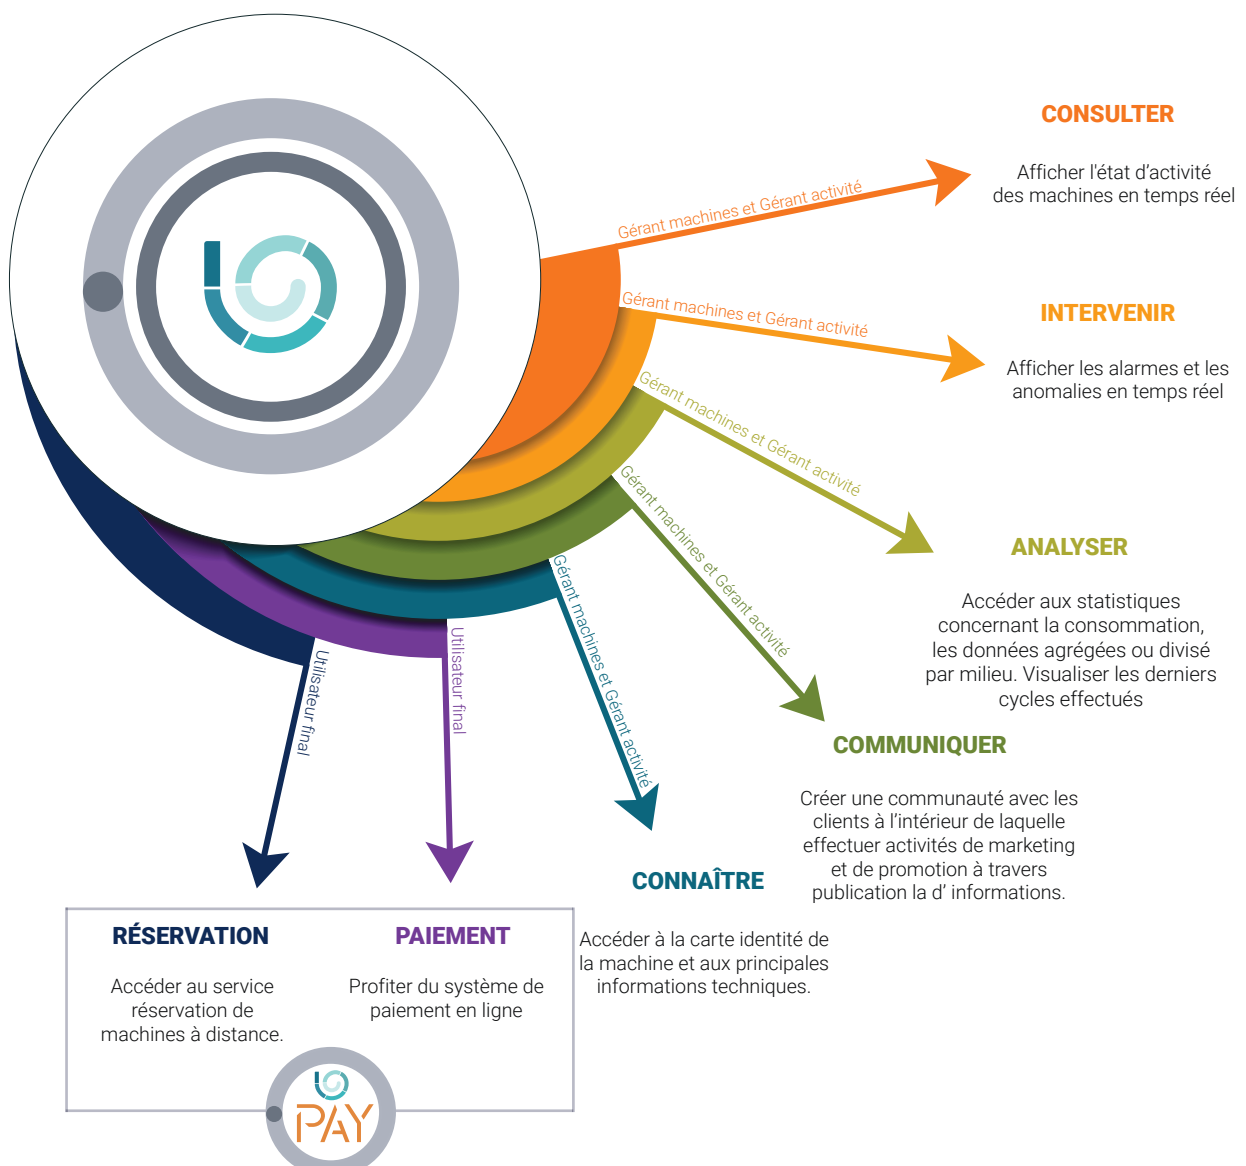 CONSULTER
Afficher l'état d’activité
des machines en temps réel
Gérant machines et Gérant activité
INTERVENIR
Afficher les alarmes et les
anomalies en temps réel
Gérant machines et Gérant activité
ANALYSER
Accéder aux statistiques
concernant la consommation,
les données agrégées ou divisé
par milieu. Visualiser les derniers
cycles effectués
Gérant machines et Gérant activité
COMMUNIQUER
Créer une communauté avec les
clients à l’intérieur de laquelle
effectuer activités de marketing
et de promotion à travers
publication la d’ informations.
Gérant machines et Gérant activité
CONNAÎTRE
Accéder à la carte identité de
la machine et aux principales
informations techniques.
Gérant machines et Gérant activité
PAIEMENT
Profiter du système de
paiement en ligne
Utilisateur final
RÉSERVATION
Accéder au service
réservation de
machines à distance.
Utilisateur final
PAY